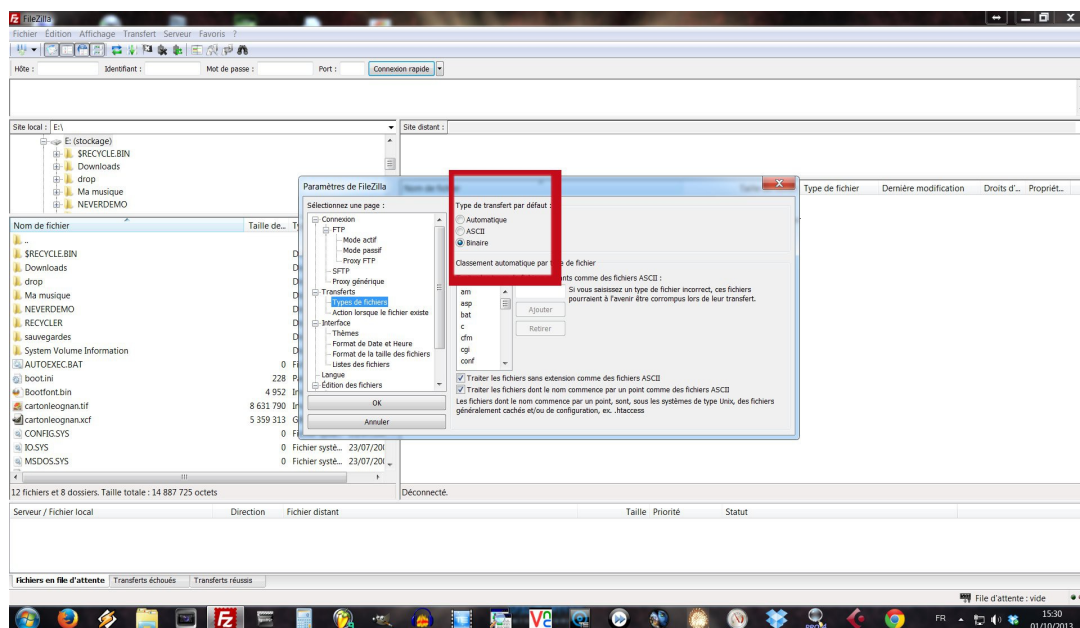 FileZilla
Fichier Édition Affichage Transfert Serveur Favoris ?
Hôte : Identifiant : Mot de passe : Port : Connexion rapide
Site local : E:\ Site distant :
E: (stockage)
$RECYCLE.BIN
Downloads
drop
Ma musique
NEVERDEMO
Nom de fichier Taille de...
..
$RECYCLE.BIN
Downloads
drop
Ma musique
NEVERDEMO
RECYCLER
sauvegardes
System Volume Information
AUTOEXEC.BAT 0
boot.ini 228
Bootfont.bin 4 952
cartonleognan.tif 8 631 790
cartonleognan.xcf 5 359 313
CONFIG.SYS 0
IO.SYS 0 Fichier systè... 23/07/200
MSDOS.SYS 0 Fichier systè... 23/07/200
12 fichiers et 8 dossiers. Taille totale : 14 887 725 octets
Type de fichier Dernière modification Droits d'... Propriét...
Déconnecté.
Paramètres de FileZilla
Sélectionnez une page :
Connexion
FTP
Mode actif
Mode passif
Proxy FTP
SFTP
Proxy générique
Transferts
Types de fichiers
Action lorsque le fichier existe
Interface
Thèmes
Format de Date et Heure
Format de la taille des fichiers
Listes des fichiers
Langue
Édition des fichiers
OK
Annuler
Type de transfert par défaut :
Automatique
ASCII
Binaire
Classement automatique par de fichier
comme des fichiers ASCII :
am
asp
bat
c
cfm
cgi
conf
Si vous saisissez un type de fichier incorrect, ces fichiers
pourraient à l'avenir être corrompus lors de leur transfert.
Ajouter
Retirer
Traiter les fichiers sans extension comme des fichiers ASCII
Traiter les fichiers dont le nom commence par un point comme des fichiers ASCII
Les fichiers dont le nom commence par un point, sont, sous les systèmes de type Unix, des fichiers
généralement cachés et/ou de configuration, ex. .htaccess
Serveur / Fichier local Direction Fichier distant Taille Priorité Statut
Fichiers en file d'attente Transferts échoués Transferts réussis
File d'attente : vide
FR
15:30
01/10/2013